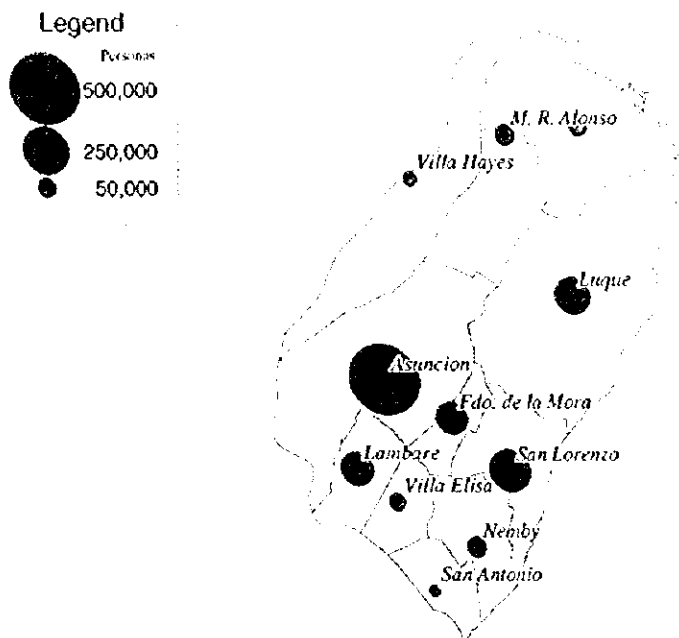 Legend
Personas
500,000
250,000
50,000
M. R. Alonso
Villa Hayes
Luque
Asuncion
Fdo. de la Mora
Lambare
San Lorenzo
Villa Elisa
Nemby
San Antonio